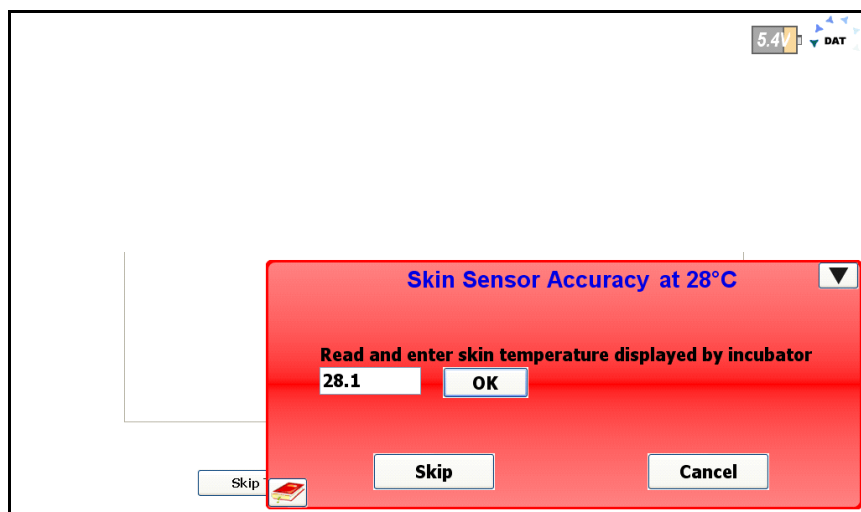 5.4V
DAT
Skin Sensor Accuracy at 28°C
▼
Read and enter skin temperature displayed by incubator
28.1
OK
Skip
Cancel
Skip